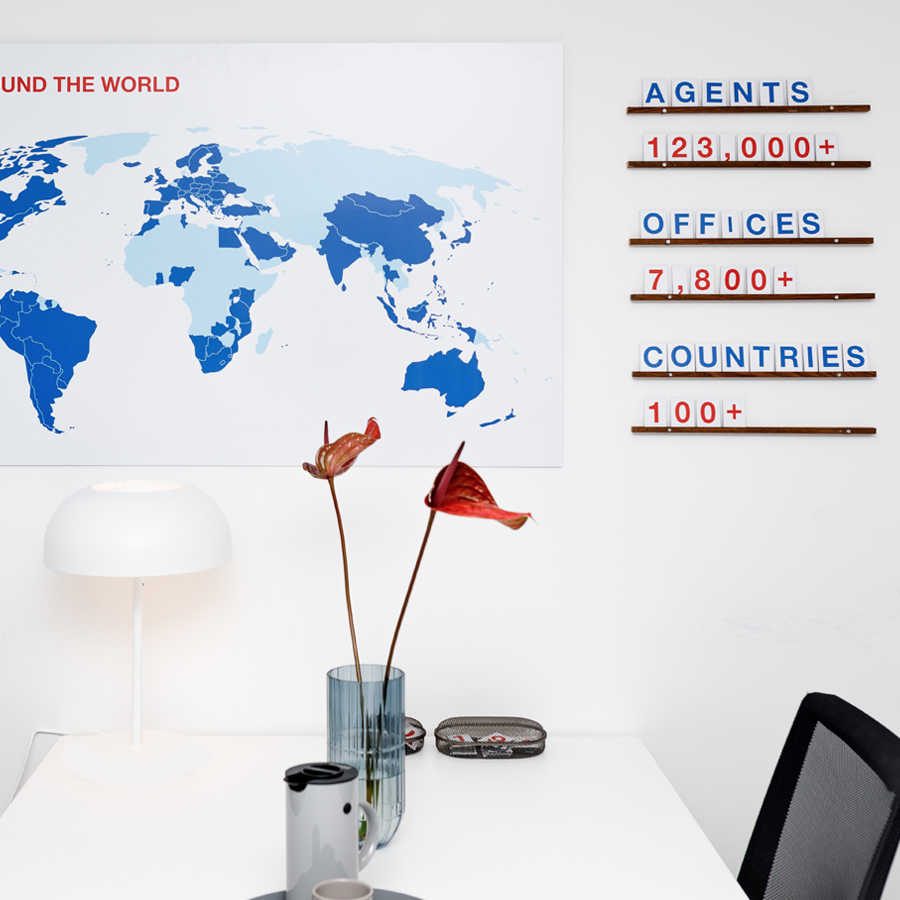 UND THE WORLD
AGENTS
123,000+
OFFICES
7,800+
COUNTRIES
100+